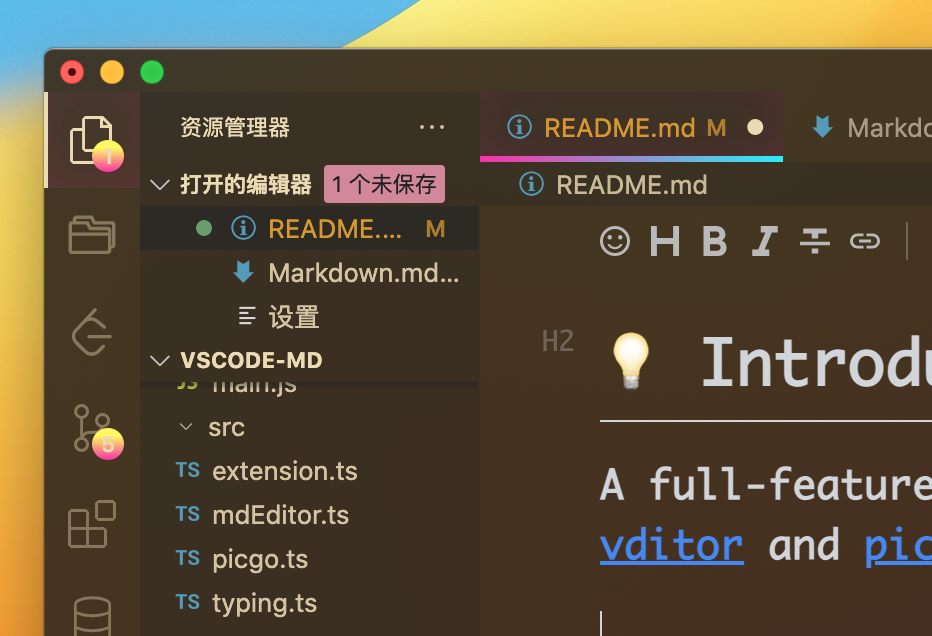 资源管理器 ...
1
打开的编辑器 1 个未保存
README.... M
Markdown.md...
设置
VSCODE-MD
JS main.js
src
TS extension.ts
TS mdEditor.ts
TS picgo.ts
TS typing.ts
5
README.md M
Markdo
README.md
H B I S
H2 Introdu
A full-feature
vditor and pic